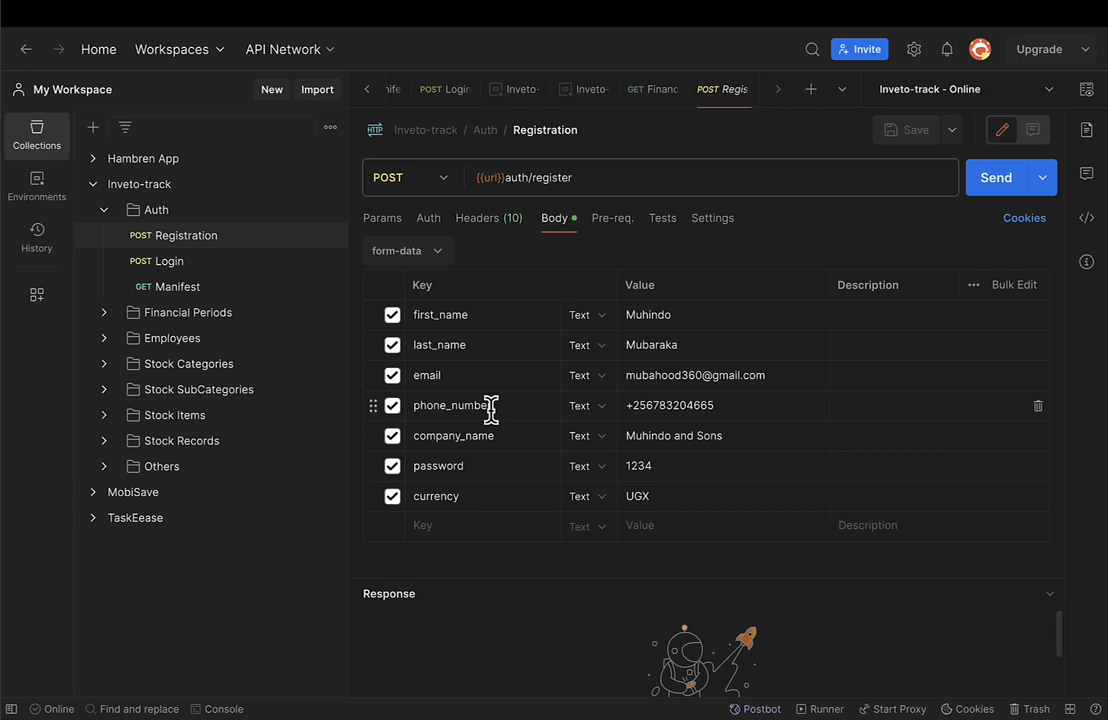 Home Workspaces API Network Invite Upgrade
My Workspace New Import Login Inveto- Inveto- GET Financ POST Regis Inveto-track - Online
Collections
Environments
History
Hambren App
Inveto-track
Auth
POST Registration
POST Login
GET Manifest
Financial Periods
Employees
Stock Categories
Stock SubCategories
Stock Items
Stock Records
Others
MobiSave
TaskEease
HTTP Inveto-track / Auth / Registration Save
POST {{url}}auth/register Send
Params Auth Headers (10) Body Pre-req. Tests Settings Cookies
form-data
Key Value Description Bulk Edit
first_name Text Muhindo
last_name Text Mubaraka
email Text mubahood360@gmail.com
phone_number Text +256783204665
company_name Text Muhindo and Sons
password Text 1234
currency Text UGX
Key Text Value Description
Response
Online Find and replace Console Postbot Runner Start Proxy Cookies Trash